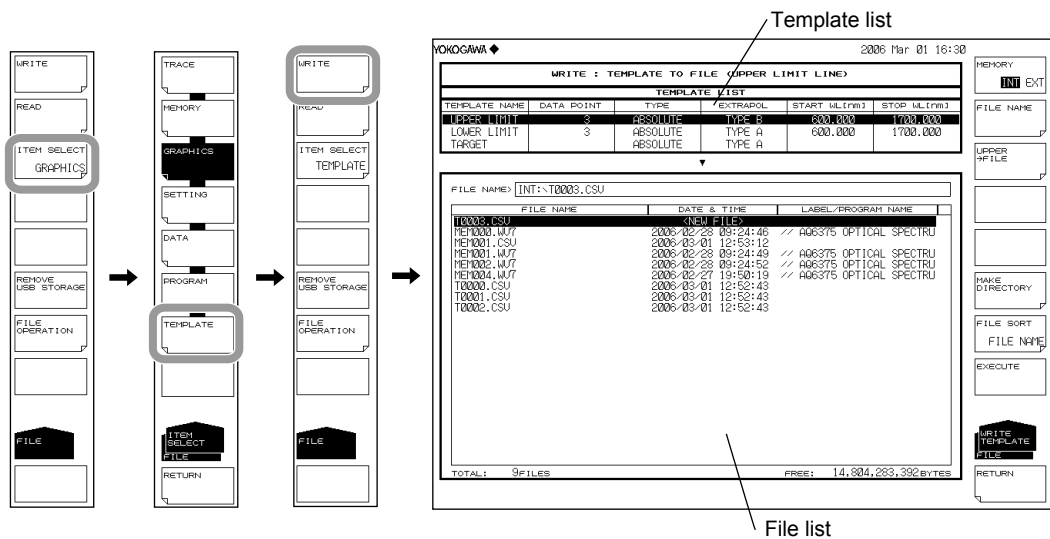 Template list
WRITE
READ
ITEM SELECT
GRAPHICS
REMOVE
USB STORAGE
FILE
OPERATION
FILE
TRACE
MEMORY
GRAPHICS
SETTING
DATA
PROGRAM
TEMPLATE
ITEM
SELECT
FILE
RETURN
WRITE
READ
ITEM SELECT
TEMPLATE
REMOVE
USB STORAGE
FILE
OPERATION
FILE
YOKOGAWA 2006 Mar 01 16:30
WRITE : TEMPLATE TO FILE (UPPER LIMIT LINE)
TEMPLATE LIST
TEMPLATE NAME DATA POINT TYPE EXTRAPOL START WL[nm] STOP WL[nm]
UPPER LIMIT 3 ABSOLUTE TYPE B 600.000 1700.000
LOWER LIMIT 3 ABSOLUTE TYPE A 600.000 1700.000
TARGET ABSOLUTE TYPE A
FILE NAME> INT:\T0003.CSV
FILE NAME DATE & TIME LABEL/PROGRAM NAME
T0003.CSV <NEW FILE>
MEM000.WV7 2006/02/28 09:24:46 // AQ6375 OPTICAL SPECTRU
MEM001.CSV 2006/03/01 12:53:12
MEM001.WV7 2006/02/28 09:24:49 // AQ6375 OPTICAL SPECTRU
MEM002.WV7 2006/02/28 09:24:52 // AQ6375 OPTICAL SPECTRU
MEM004.WV7 2006/02/27 19:50:19 // AQ6375 OPTICAL SPECTRU
T0000.CSV 2006/03/01 12:52:43
T0001.CSV 2006/03/01 12:52:43
T0002.CSV 2006/03/01 12:52:43
TOTAL: 9FILES FREE: 14,804,283,392BYTES
MEMORY
INT EXT
FILE NAME
UPPER
→FILE
MAKE
DIRECTORY
FILE SORT
FILE NAME
EXECUTE
WRITE
TEMPLATE
FILE
RETURN
File list